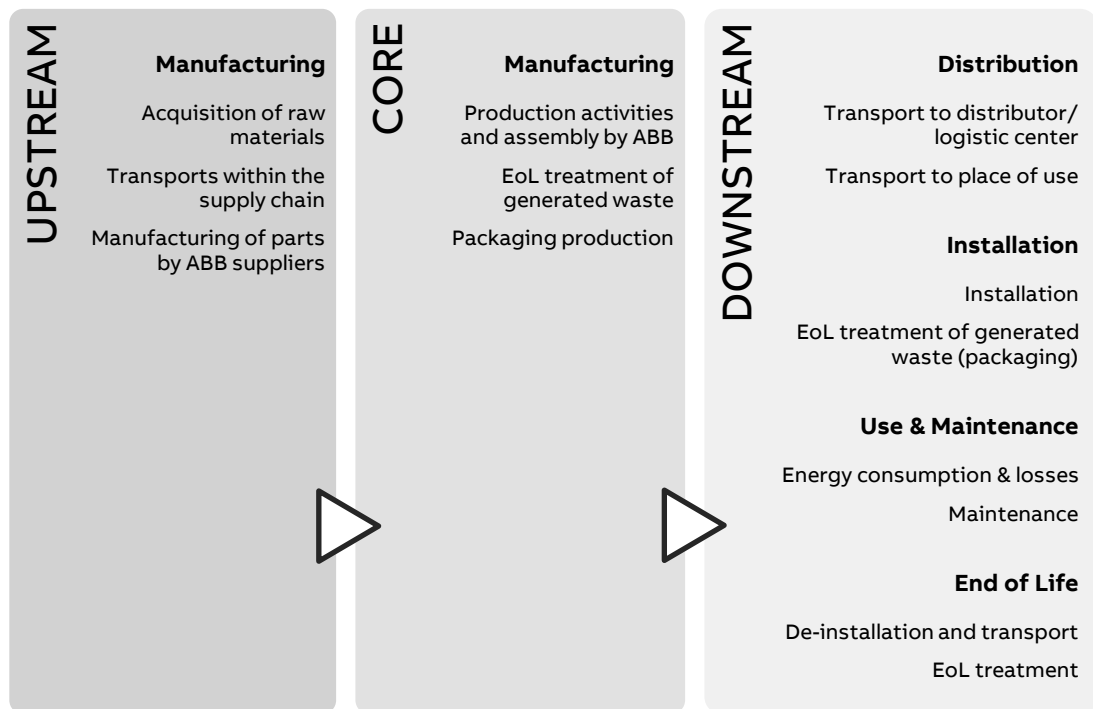 UPSTREAM
Manufacturing
Acquisition of raw
materials
Transports within the
supply chain
Manufacturing of parts
by ABB suppliers
CORE
Manufacturing
Production activities
and assembly by ABB
EoL treatment of
generated waste
Packaging production
DOWNSTREAM
Distribution
Transport to distributor/
logistic center
Transport to place of use
Installation
Installation
EoL treatment of generated
waste (packaging)
Use & Maintenance
Energy consumption & losses
Maintenance
End of Life
De-installation and transport
EoL treatment